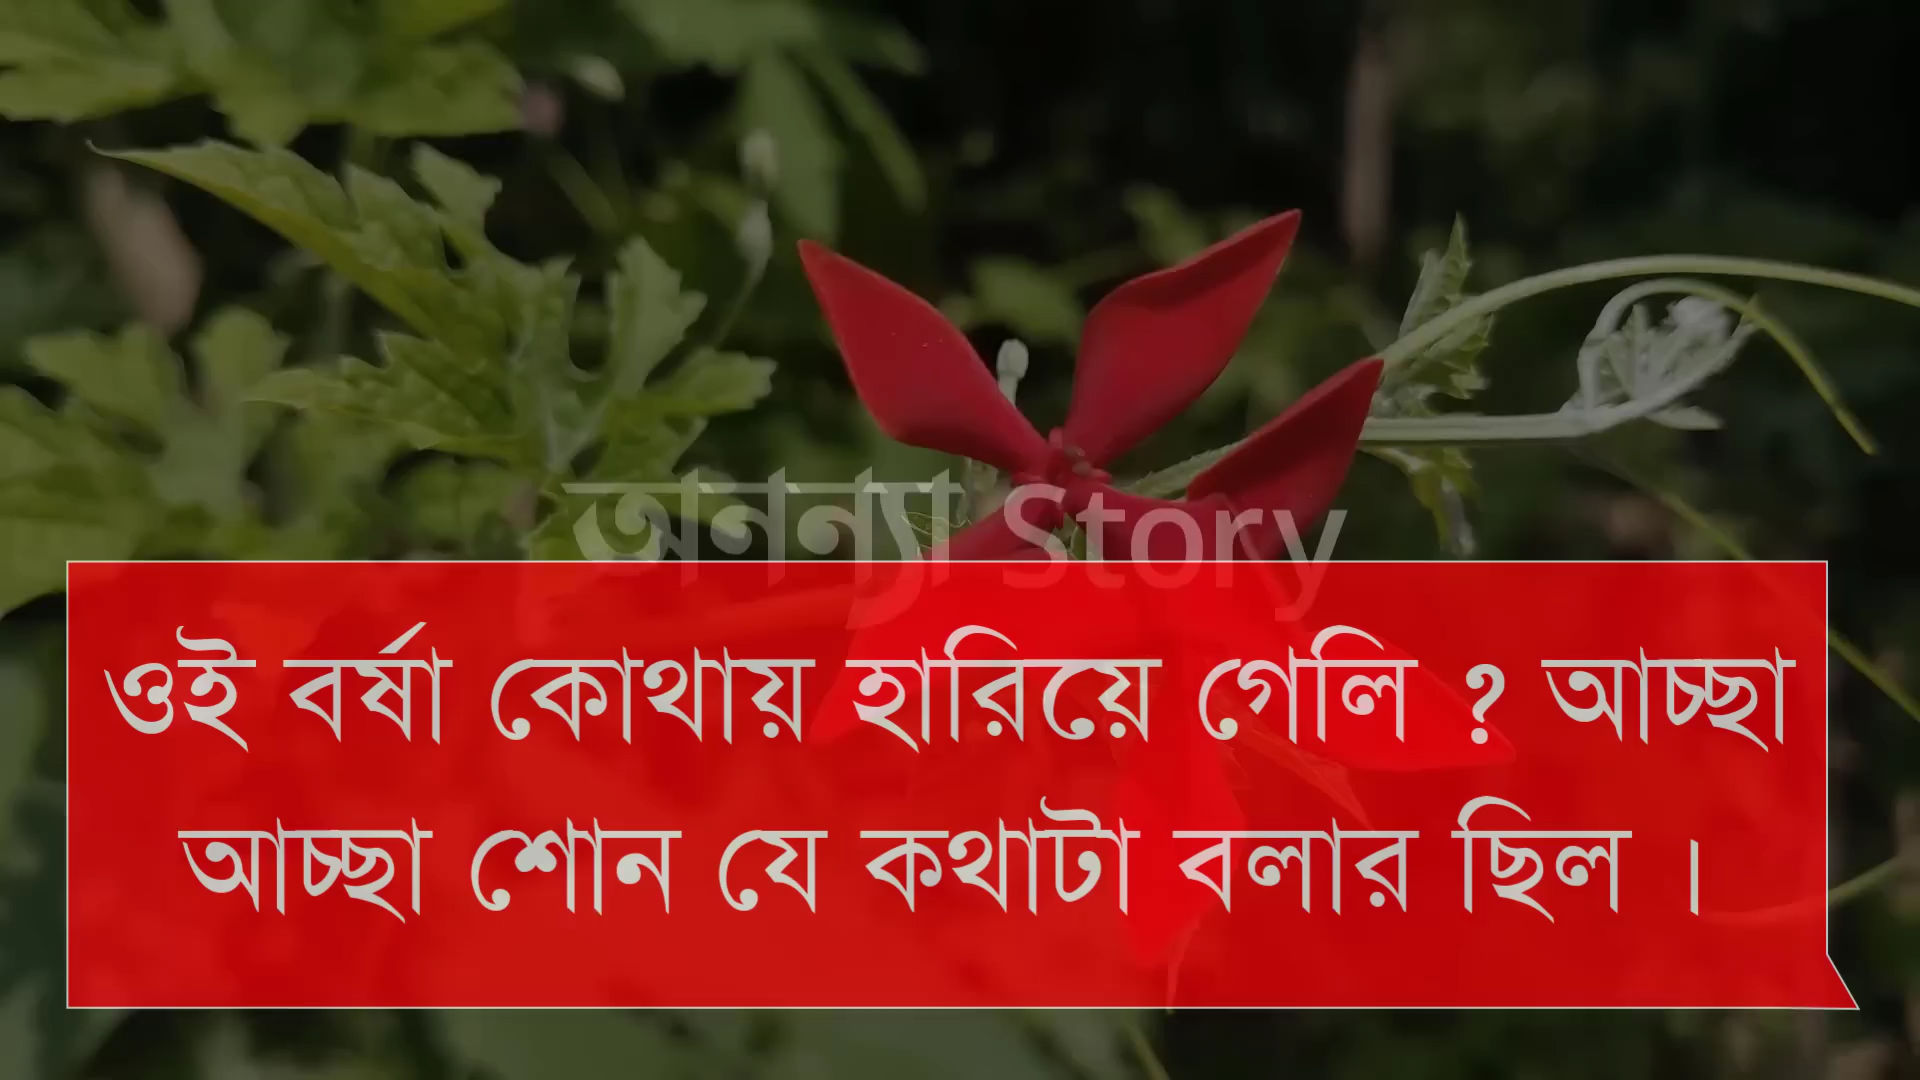 অনন্যা Story
ওই বর্ষা কোথায় হারিয়ে গেলি ? আচ্ছা
আচ্ছা শোন যে কথাটা বলার ছিল ।